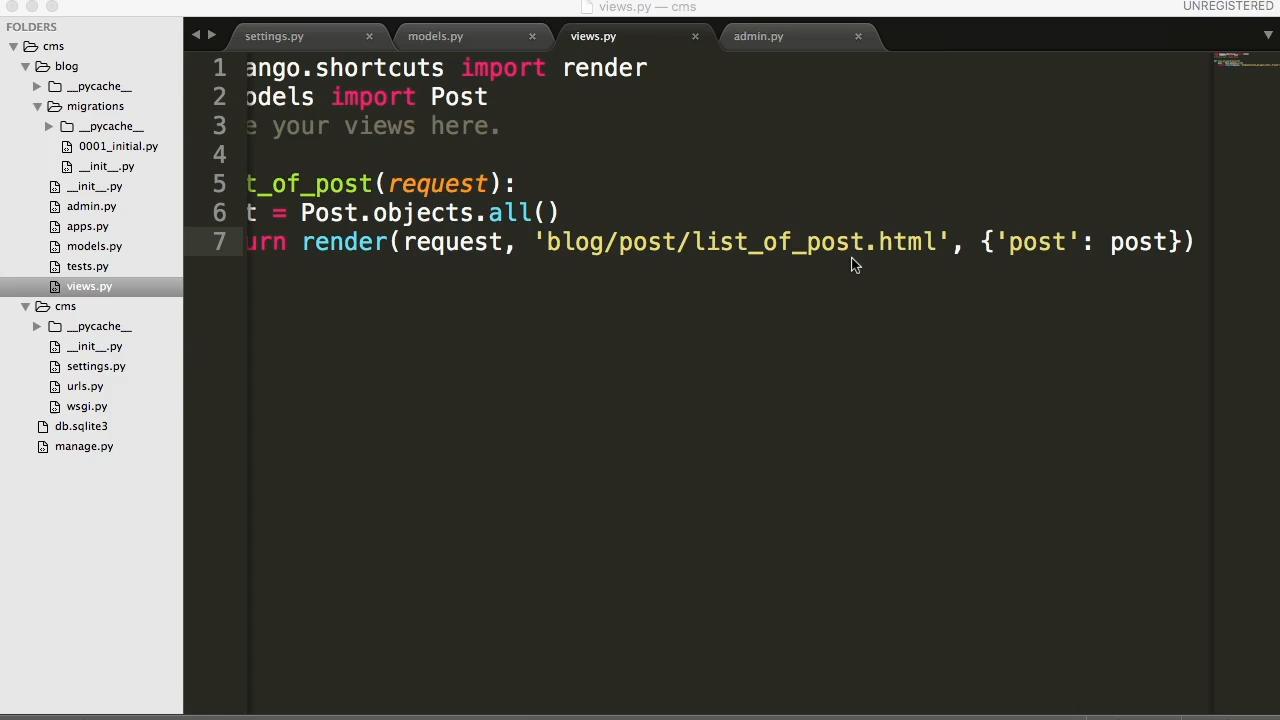 views.py — cms
UNREGISTERED
FOLDERS
cms
blog
__pycache__
migrations
__pycache__
0001_initial.py
__init__.py
__init__.py
admin.py
apps.py
models.py
tests.py
views.py
cms
__pycache__
__init__.py
settings.py
urls.py
wsgi.py
db.sqlite3
manage.py
settings.py
models.py
views.py
admin.py
1 ango.shortcuts import render
2 odels import Post
3 e your views here.
4
5 t_of_post(request):
6 t = Post.objects.all()
7 urn render(request, 'blog/post/list_of_post.html', {'post': post})